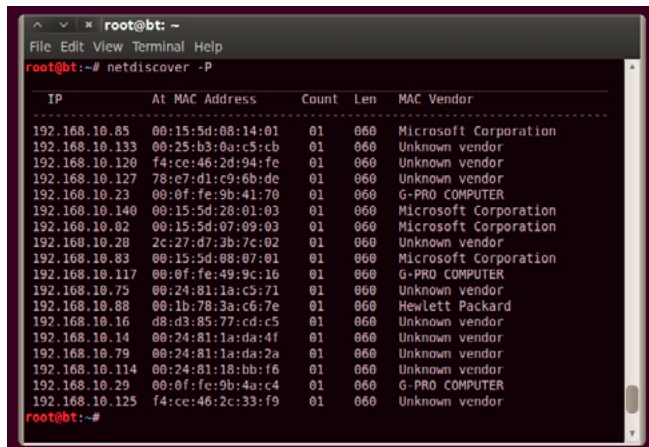 root@bt: ~
File Edit View Terminal Help
root@bt:~# netdiscover -P
IP At MAC Address Count Len MAC Vendor
192.168.10.85 00:15:5d:08:14:01 01 060 Microsoft Corporation
192.168.10.133 00:25:b3:0a:c5:cb 01 060 Unknown vendor
192.168.10.120 f4:ce:46:2d:94:fe 01 060 Unknown vendor
192.168.10.127 78:e7:d1:c9:6b:de 01 060 Unknown vendor
192.168.10.23 00:0f:fe:9b:41:70 01 060 G-PRO COMPUTER
192.168.10.140 00:15:5d:28:01:03 01 060 Microsoft Corporation
192.168.10.82 00:15:5d:07:09:03 01 060 Microsoft Corporation
192.168.10.28 2c:27:d7:3b:7c:02 01 060 Unknown vendor
192.168.10.83 00:15:5d:08:07:01 01 060 Microsoft Corporation
192.168.10.117 00:0f:fe:49:9c:16 01 060 G-PRO COMPUTER
192.168.10.75 00:24:81:1a:c5:71 01 060 Unknown vendor
192.168.10.88 00:1b:78:3a:c6:7e 01 060 Hewlett Packard
192.168.10.16 d8:d3:85:77:cd:c5 01 060 Unknown vendor
192.168.10.14 00:24:81:1a:da:4f 01 060 Unknown vendor
192.168.10.79 00:24:81:1a:da:2a 01 060 Unknown vendor
192.168.10.114 00:24:81:18:bb:f6 01 060 Unknown vendor
192.168.10.29 00:0f:fe:9b:4a:c4 01 060 G-PRO COMPUTER
192.168.10.125 f4:ce:46:2c:33:f9 01 060 Unknown vendor
root@bt:~#